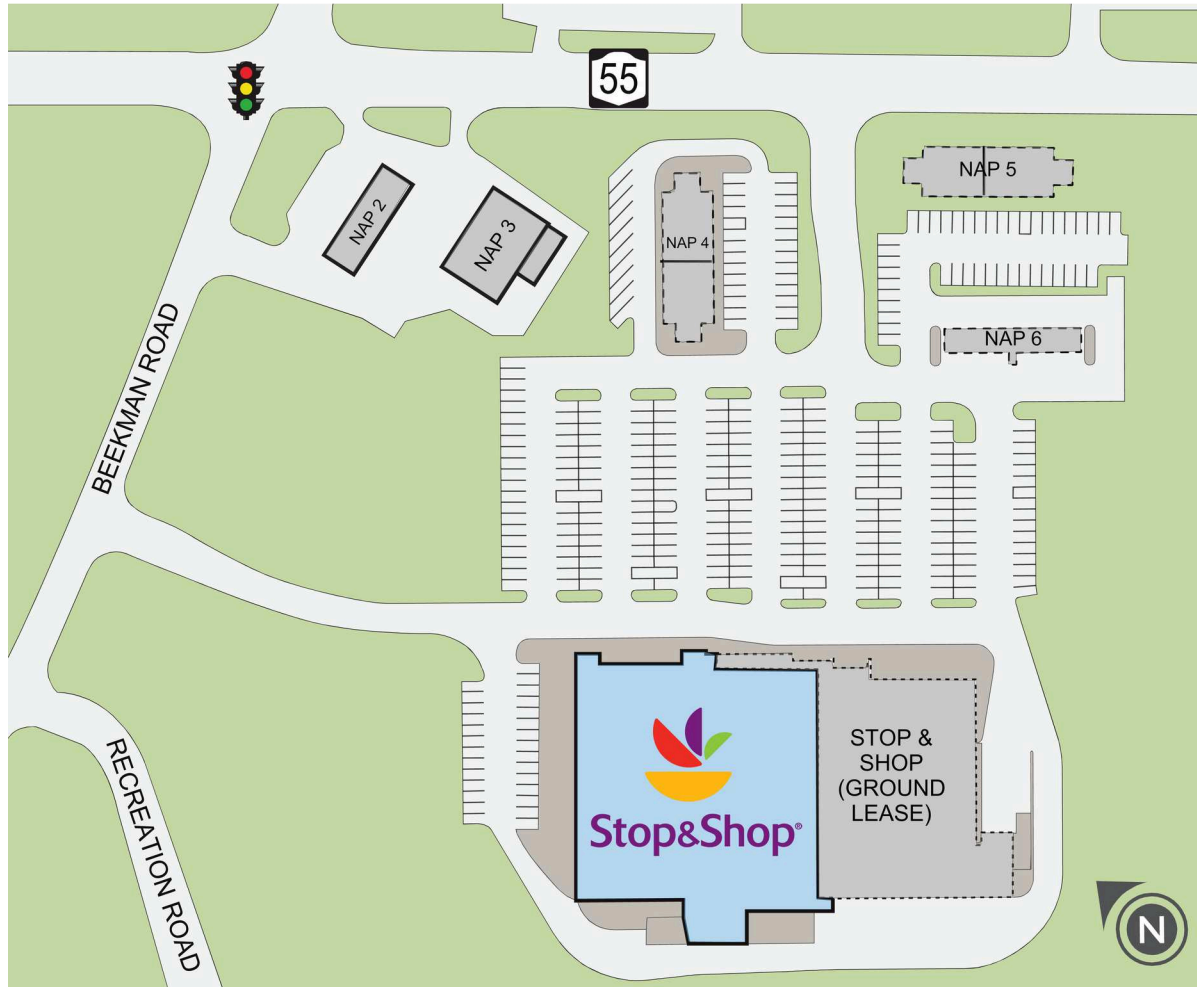 55
NAP 5
NAP 2
NAP 3
NAP 4
NAP 6
BEEKMAN ROAD
STOP &
SHOP
(GROUND
LEASE)
Stop&Shop®
RECREATION ROAD
N